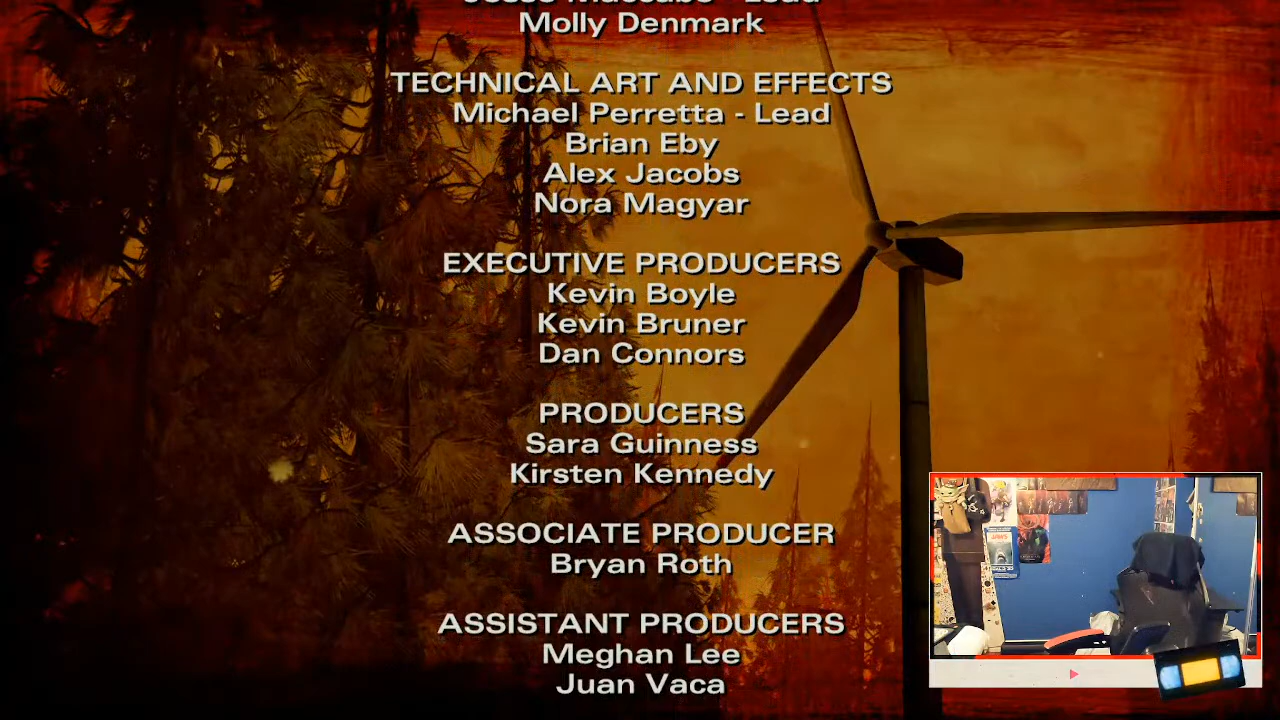 Molly Denmark
TECHNICAL ART AND EFFECTS
Michael Perretta - Lead
Brian Eby
Alex Jacobs
Nora Magyar
EXECUTIVE PRODUCERS
Kevin Boyle
Kevin Bruner
Dan Connors
PRODUCERS
Sara Guinness
Kirsten Kennedy
ASSOCIATE PRODUCER
Bryan Roth
ASSISTANT PRODUCERS
Meghan Lee
Juan Vaca
JAWS